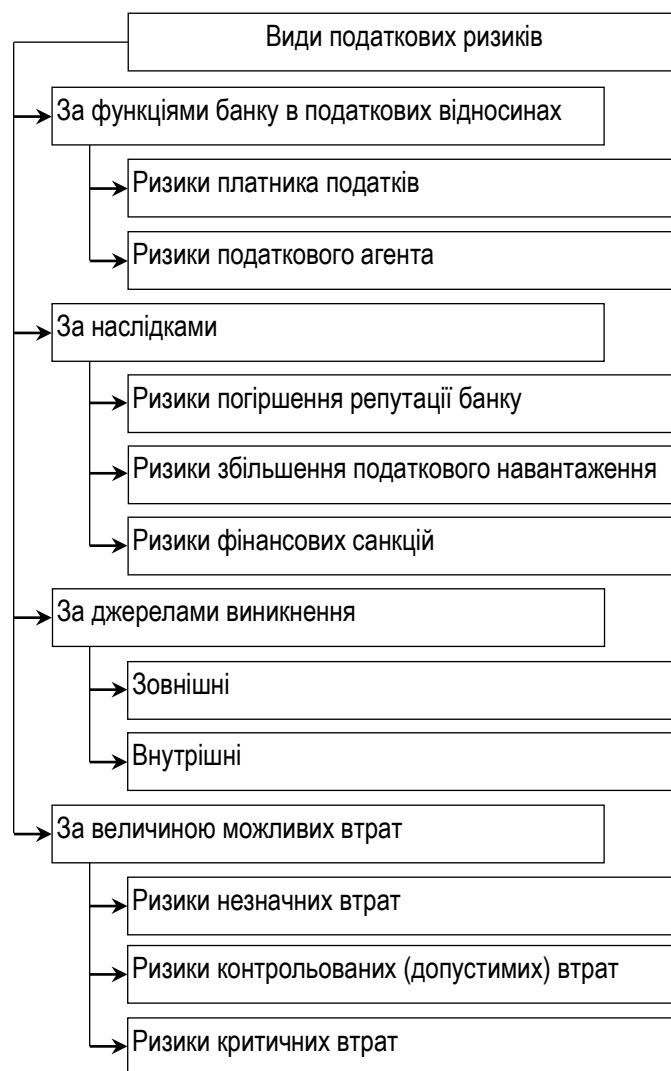 Види податкових ризиків
За функціями банку в податкових відносинах
Ризики платника податків
Ризики податкового агента
За наслідками
Ризики погіршення репутації банку
Ризики збільшення податкового навантаження
Ризики фінансових санкцій
За джерелами виникнення
Зовнішні
Внутрішні
За величиною можливих втрат
Ризики незначних втрат
Ризики контрольованих (допустимих) втрат
Ризики критичних втрат